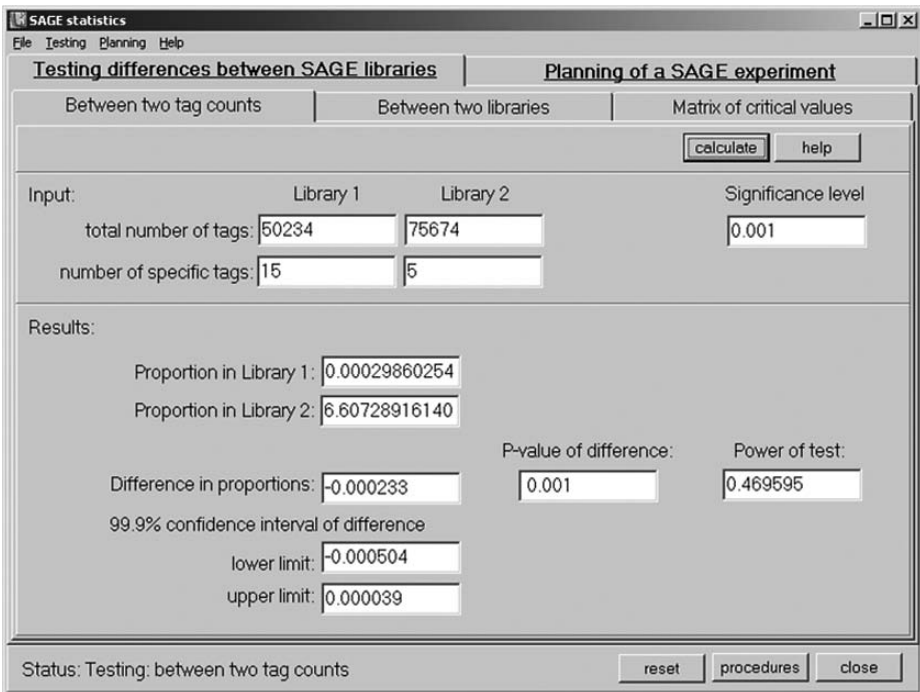 SAGE statistics
File Testing Planning Help
Testing differences between SAGE libraries Planning of a SAGE experiment
Between two tag counts Between two libraries Matrix of critical values
calculate help
Input: Library 1 Library 2 Significance level
total number of tags: 50234 75674 0.001
number of specific tags: 15 5
Results:
Proportion in Library 1: 0.00029860254
Proportion in Library 2: 6.60728916140
P-value of difference: Power of test:
Difference in proportions: -0.000233 0.001 0.469595
99.9% confidence interval of difference
lower limit: -0.000504
upper limit: 0.000039
Status: Testing: between two tag counts reset procedures close